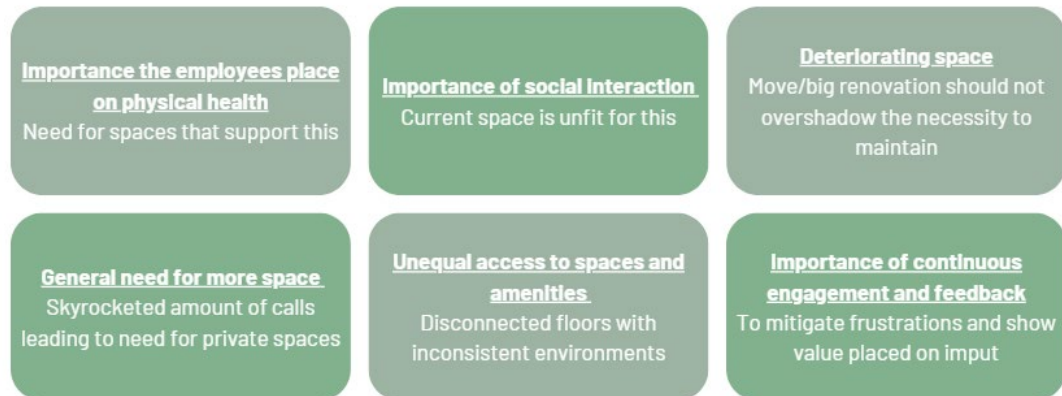 Importance the employees place
on physical health
Need for spaces that support this
Importance of social interaction
Current space is unfit for this
Deteriorating space
Move/big renovation should not
overshadow the necessity to
maintain
General need for more space
Skyrocketed amount of calls
leading to need for private spaces
Unequal access to spaces and
amenities
Disconnected floors with
inconsistent environments
Importance of continuous
engagement and feedback
To mitigate frustrations and show
value placed on imput